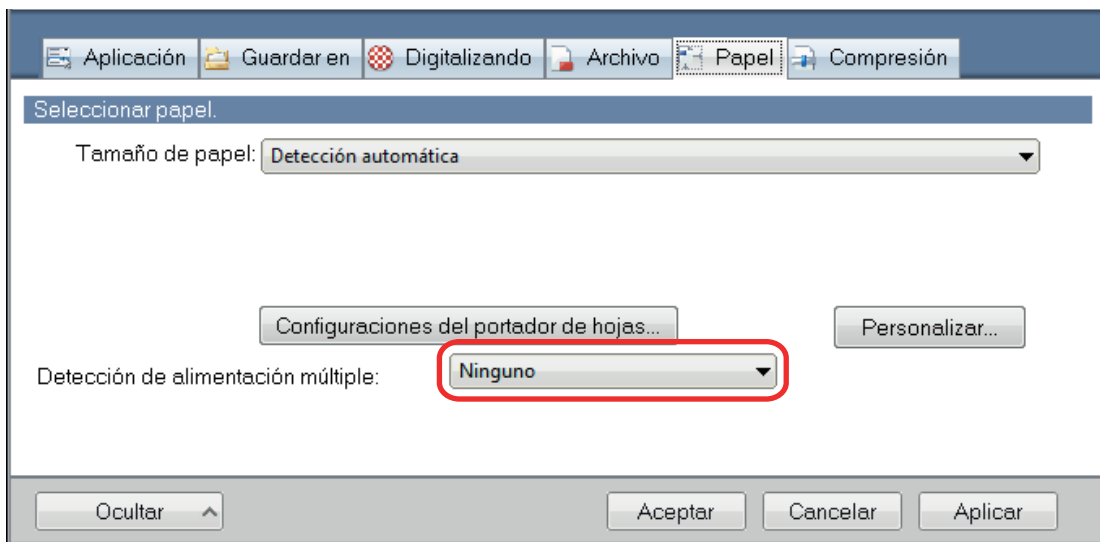 Aplicación Guardar en Digitalizando Archivo Papel Compresión
Seleccionar papel.
Tamaño de papel: Detección automática
Configuraciones del portador de hojas... Personalizar...
Detección de alimentación múltiple: Ninguno
Ocultar Aceptar Cancelar Aplicar